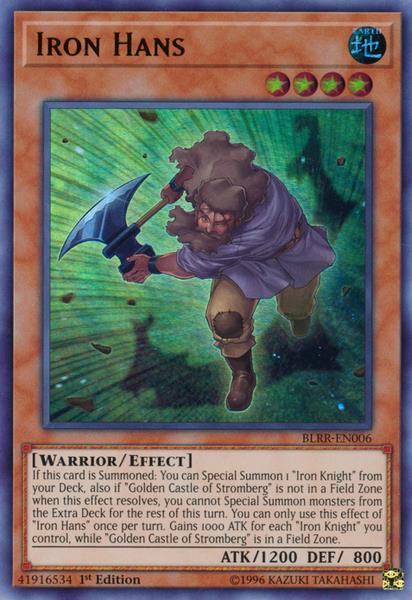 Iron Hans
EARTH
地
BLRR-EN006
[Warrior/Effect]
If this card is Summoned: You can Special Summon 1 "Iron Knight" from
your Deck, also if "Golden Castle of Stromberg" is not in a Field Zone
when this effect resolves, you cannot Special Summon monsters from
the Extra Deck for the rest of this turn. You can only use this effect of
"Iron Hans" once per turn. Gains 1000 ATK for each "Iron Knight" you
control, while "Golden Castle of Stromberg" is in a Field Zone.
ATK/1200 DEF/ 800
41916534 1st Edition ©1996 KAZUKI TAKAHASHI